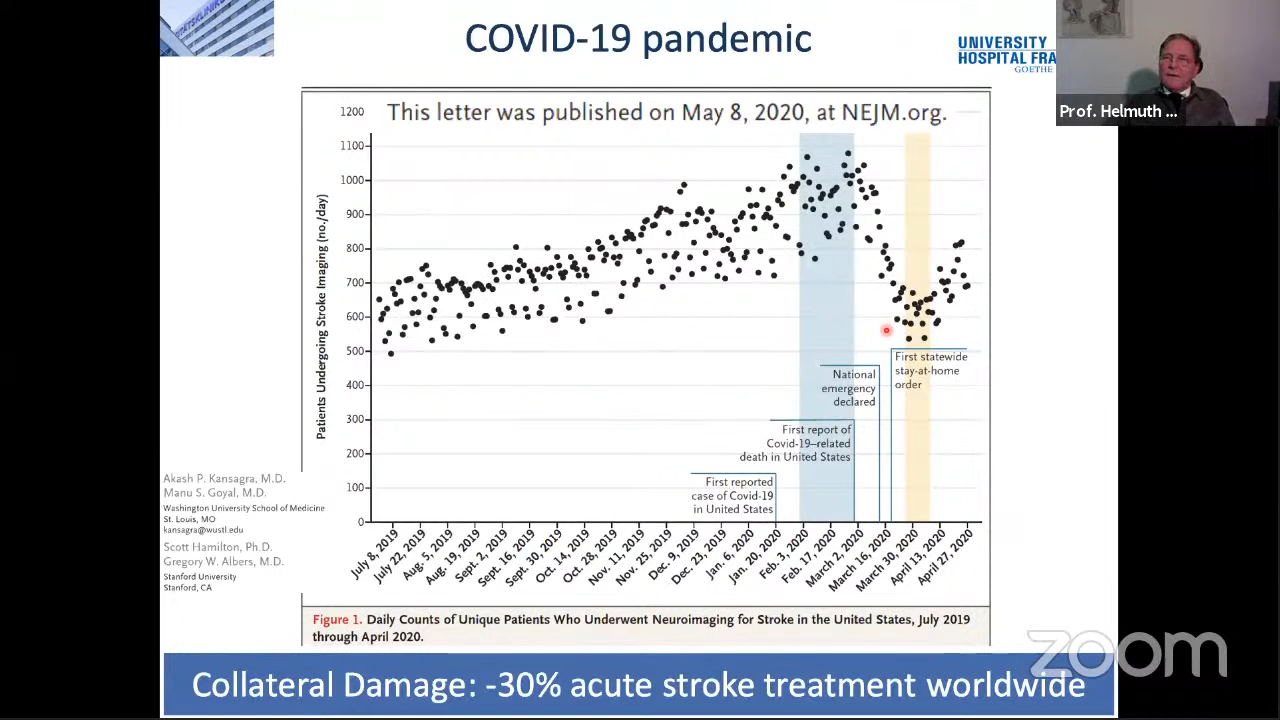 COVID-19 pandemic
UNIVERSITY
HOSPITAL FRA
GOETHE
Prof. Helmuth ...
This letter was published on May 8, 2020, at NEJM.org.
Patients Undergoing Stroke Imaging (no./day)
1200
1100
1000
900
800
700
600
500
400
300
200
100
0
First statewide
stay-at-home
order
National
emergency
declared
First report of
Covid-19–related
death in United States
First reported
case of Covid-19
in United States
July 8, 2019
July 22, 2019
Aug. 5, 2019
Aug. 19, 2019
Sept. 2, 2019
Sept. 16, 2019
Sept. 30, 2019
Oct. 14, 2019
Oct. 28, 2019
Nov. 11, 2019
Nov. 25, 2019
Dec. 9, 2019
Dec. 23, 2019
Jan. 6, 2020
Jan. 20, 2020
Feb. 3, 2020
Feb. 17, 2020
March 2, 2020
March 16, 2020
March 30, 2020
April 13, 2020
April 27, 2020
Akash P. Kansagra, M.D.
Manu S. Goyal, M.D.
Washington University School of Medicine
St. Louis, MO
kansagra@wustl.edu
Scott Hamilton, Ph.D.
Gregory W. Albers, M.D.
Stanford University
Stanford, CA
Figure 1. Daily Counts of Unique Patients Who Underwent Neuroimaging for Stroke in the United States, July 2019
through April 2020.
zoom
Collateral Damage: -30% acute stroke treatment worldwide